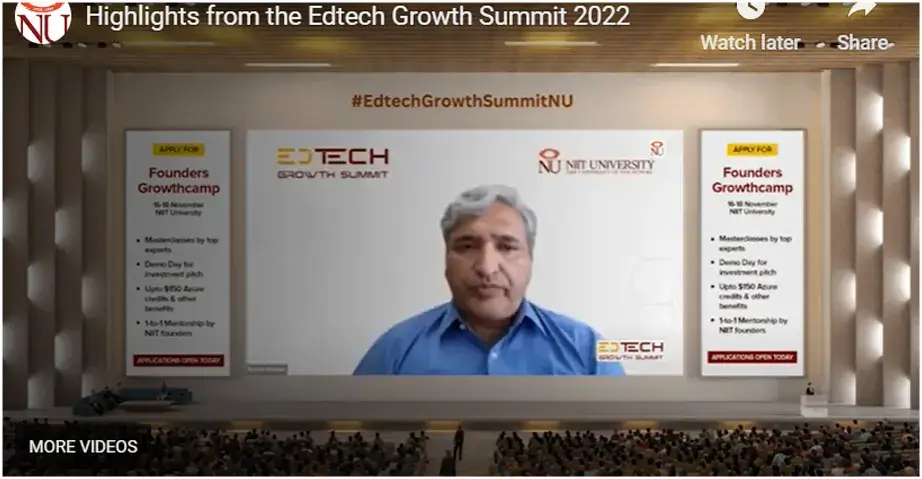 NU
Highlights from the Edtech Growth Summit 2022
Watch later
Share
#EdtechGrowthSummitNU
APPLY FOR
Founders
Growthcamp
16-18 November
NIIT University
• Masterclasses by top
experts
• Demo Day for
investment pitch
• Upto $150 Azure
credits & other
benefits
• 1-to-1 Mentorship by
NIIT founders
APPLICATIONS OPEN TODAY
EDTECH
GROWTH SUMMIT
NU
NIIT UNIVERSITY
NU
EDTECH
GROWTH SUMMIT
APPLY FOR
Founders
Growthcamp
16-18 November
NIIT University
• Masterclasses by top
experts
• Demo Day for
investment pitch
• Upto $150 Azure
credits & other
benefits
• 1-to-1 Mentorship by
NIIT founders
APPLICATIONS OPEN TODAY
MORE VIDEOS